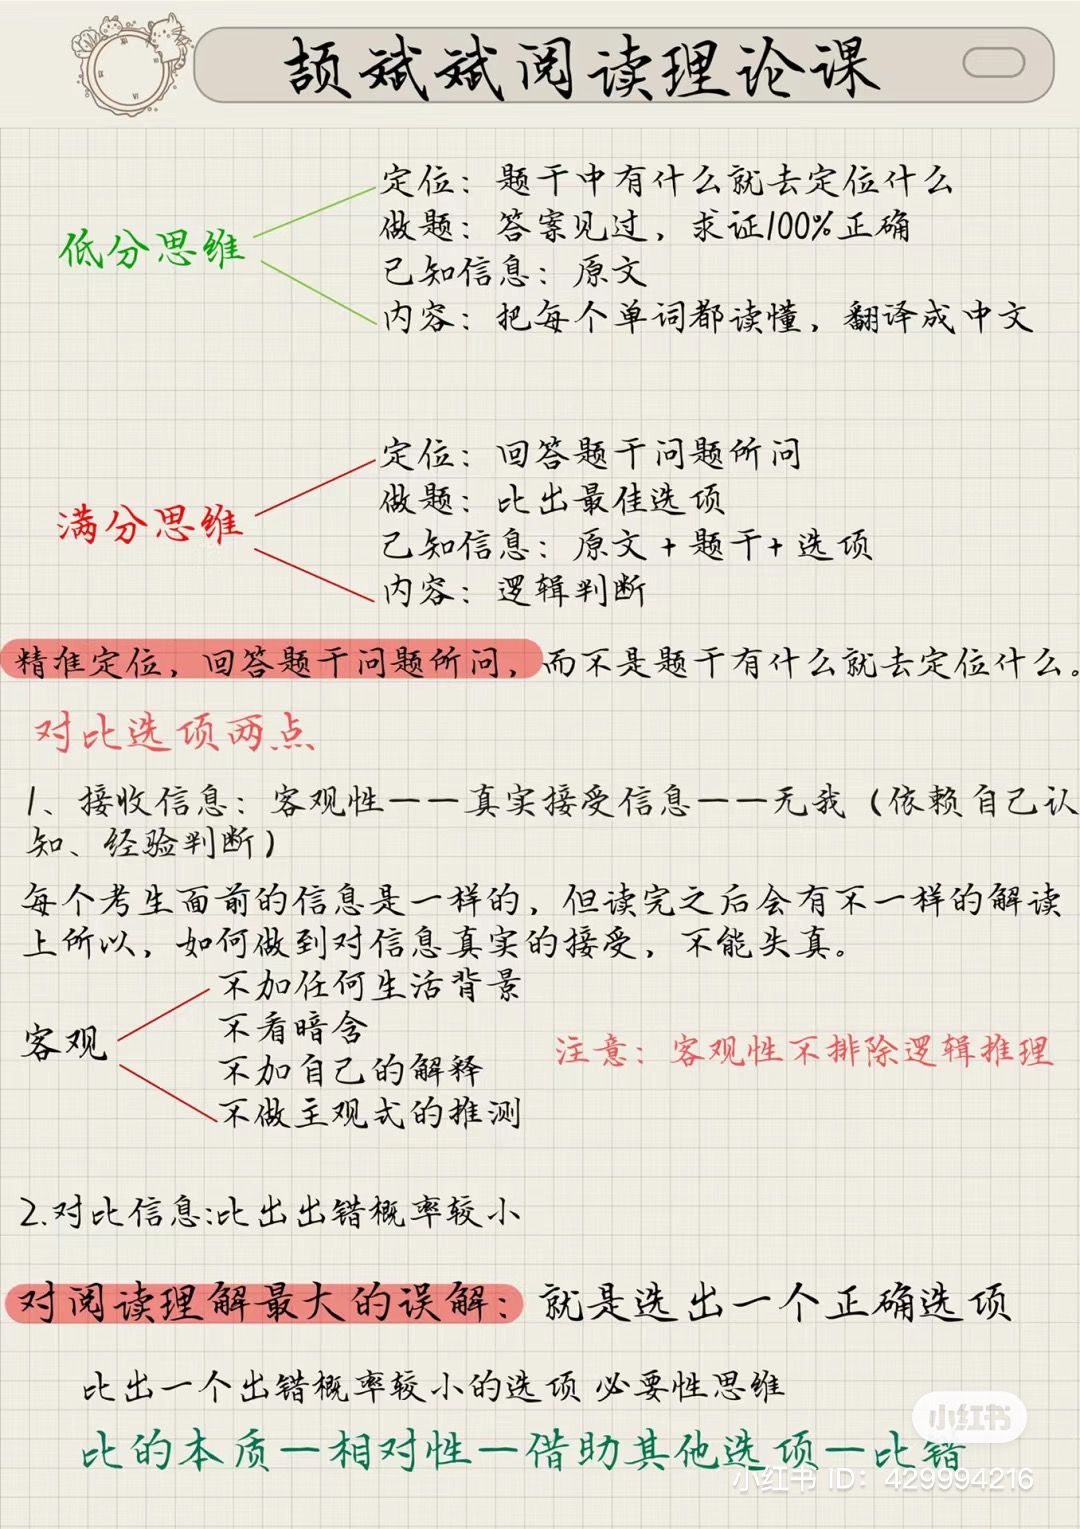 颉斌斌阅读理论课
定位：题干中有什么就去定位什么
做题：答案见过，求证100%正确
低分思维
已知信息：原文
内容：把每个单词都读懂，翻译成中文
定位：回答题干问题所问
做题：比出最佳选项
满分思维
已知信息：原文+题干+选项
内容：逻辑判断
精准定位，回答题干问题所问，而不是题干有什么就去定位什么。
对比选项两点
1、接收信息：客观性——真实接受信息——无我（依赖自己认
知、经验判断）
每个考生面前的信息是一样的，但读完之后会有不一样的解读
上所以，如何做到对信息真实的接受，不能失真。
不加任何生活背景
不看暗含
客观
注意：客观性不排除逻辑推理
不加自己的解释
不做主观式的推测
2.对比信息:比出出错概率较小
对阅读理解最大的误解：就是选出一个正确选项
比出一个出错概率较小的选项 必要性思维
比的本质一相对性一借助其他选项一比错
小红书
小红书 ID：429994216